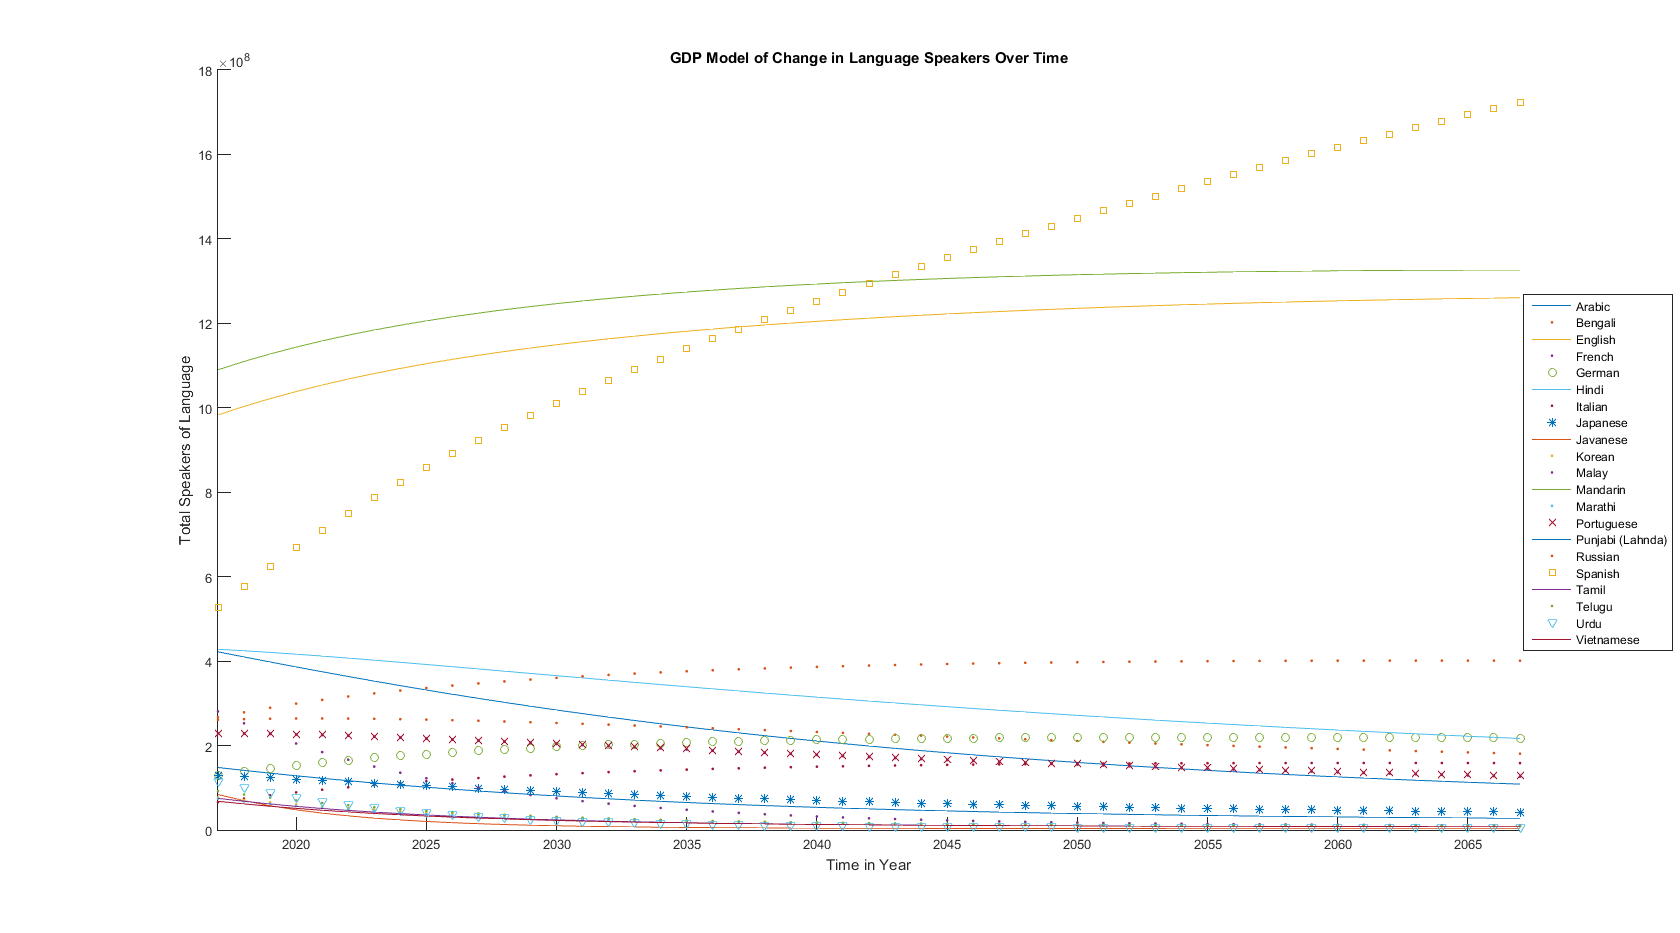 GDP Model of Change in Language Speakers Over Time
×10⁸
18
16
14
12
10
8
6
4
2
0
Total Speakers of Language
2020 2025 2030 2035 2040 2045 2050 2055 2060 2065
Time in Year
Arabic
Bengali
English
French
German
Hindi
Italian
Japanese
Javanese
Korean
Malay
Mandarin
Marathi
Portuguese
Punjabi (Lahnda)
Russian
Spanish
Tamil
Telugu
Urdu
Vietnamese